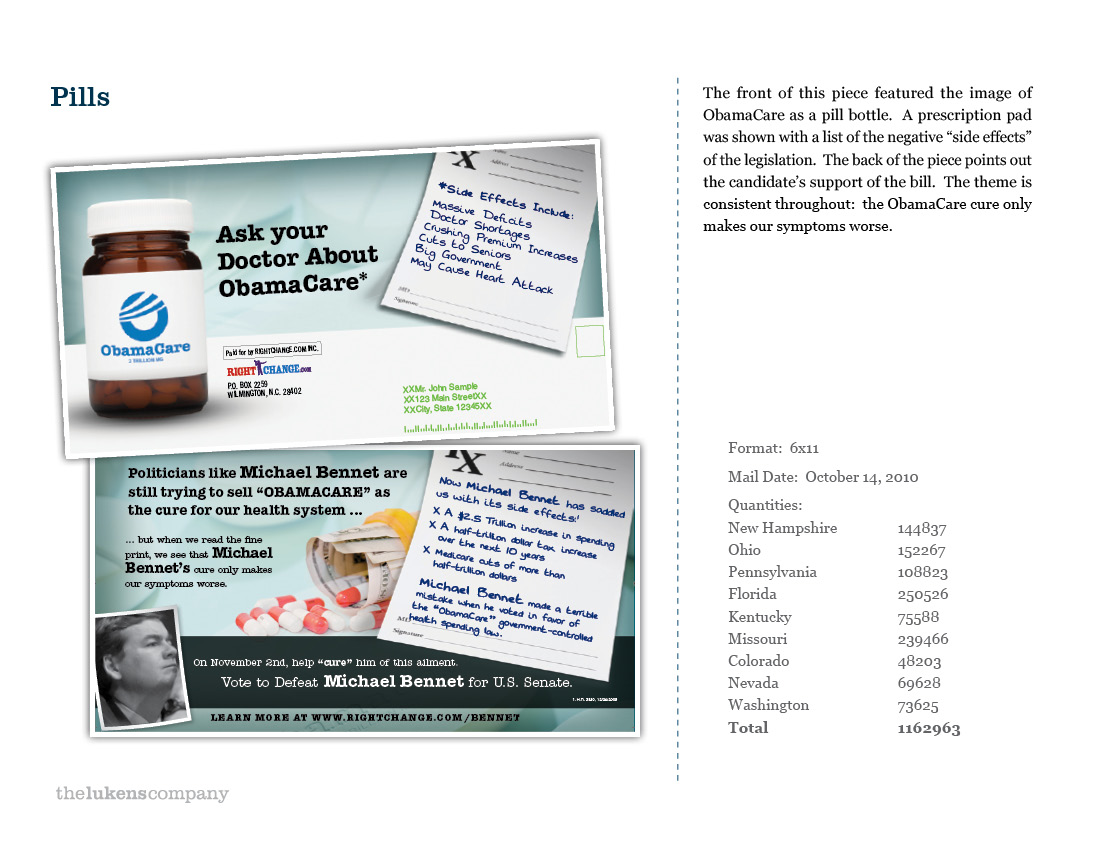 Pills
The front of this piece featured the image of
ObamaCare as a pill bottle. A prescription pad
was shown with a list of the negative “side effects”
of the legislation. The back of the piece points out
the candidate’s support of the bill. The theme is
consistent throughout: the ObamaCare cure only
makes our symptoms worse.
Ask your
Doctor About
ObamaCare*
ObamaCare
2 TRILLION MG
X
Address
*Side Effects Include:
Massive Deficits
Doctor Shortages
Crushing Premium Increases
Cuts to Seniors
Big Government
May Cause Heart Attack
Signature
Paid for by RIGHTCHANGE.COM INC.
RIGHTCHANGE.COM
P.O. BOX 2259
WILMINGTON, N.C. 28402
XXMr. John Sample
XX123 Main StreetXX
XXCity, State 12345XX
Politicians like Michael Bennet are
still trying to sell “OBAMACARE” as
the cure for our health system ...
... but when we read the fine
print, we see that Michael
Bennet’s cure only makes
our symptoms worse.
X
Name
Address
Now Michael Bennet has saddled
us with its side effects:¹
X A $2.5 Trillion increase in spending
X A half-trillion dollar tax increase
over the next 10 years
X Medicare cuts of more than
half-trillion dollars
Michael Bennet made a terrible
mistake when he voted in favor of
the “ObamaCare” government-controlled
health spending law.
Signature
On November 2nd, help “cure” him of this ailment.
Vote to Defeat Michael Bennet for U.S. Senate.
LEARN MORE AT WWW.RIGHTCHANGE.COM/BENNET
Format: 6x11
Mail Date: October 14, 2010
Quantities:
New Hampshire 144837
Ohio 152267
Pennsylvania 108823
Florida 250526
Kentucky 75588
Missouri 239466
Colorado 48203
Nevada 69628
Washington 73625
Total 1162963
thelukenscompany